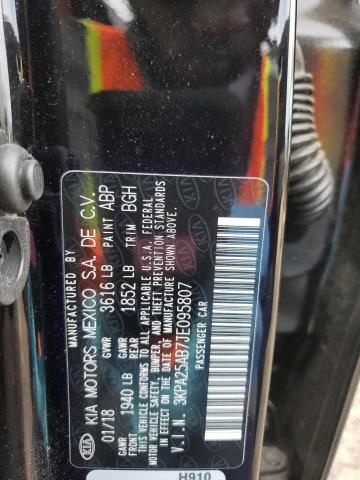 MANUFACTURED BY
KIA KIA MOTORS MEXICO S.A. DE C.V.
01/18 GVWR 3616 LB PAINT ABP
GAWR FRONT 1940 LB GAWR REAR 1852 LB TRIM BGH
THIS VEHICLE CONFORMS TO ALL APPLICABLE U.S.A. FEDERAL
MOTOR VEHICLE SAFETY, BUMPER, AND THEFT PREVENTION STANDARDS
IN EFFECT ON THE DATE OF MANUFACTURE SHOWN ABOVE.
V.I.N. 3KPA25AB7JE095807
PASSENGER CAR
H910